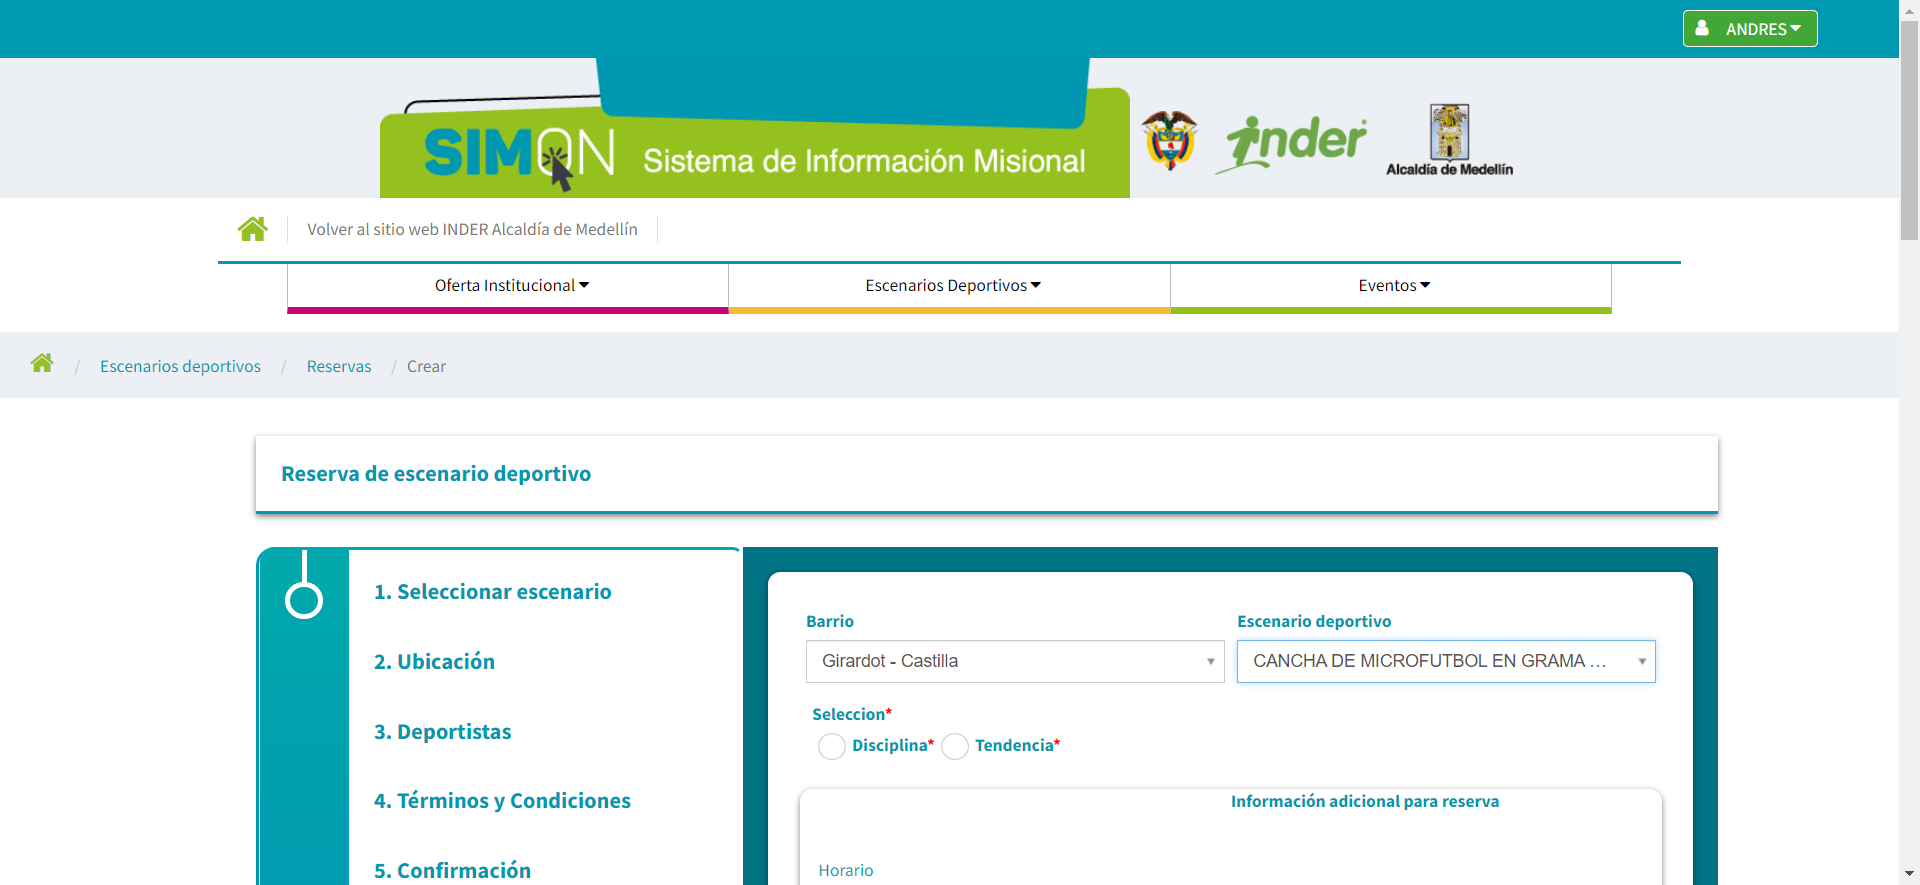 ANDRES
SIMON Sistema de Información Misional
inder
Alcaldía de Medellín
Volver al sitio web INDER Alcaldía de Medellín
Oferta Institucional
Escenarios Deportivos
Eventos
/ Escenarios deportivos / Reservas / Crear
Reserva de escenario deportivo
1. Seleccionar escenario
2. Ubicación
3. Deportistas
4. Términos y Condiciones
5. Confirmación
Barrio
Girardot - Castilla
Escenario deportivo
CANCHA DE MICROFUTBOL EN GRAMA ...
Seleccion*
Disciplina* Tendencia*
Información adicional para reserva
Horario